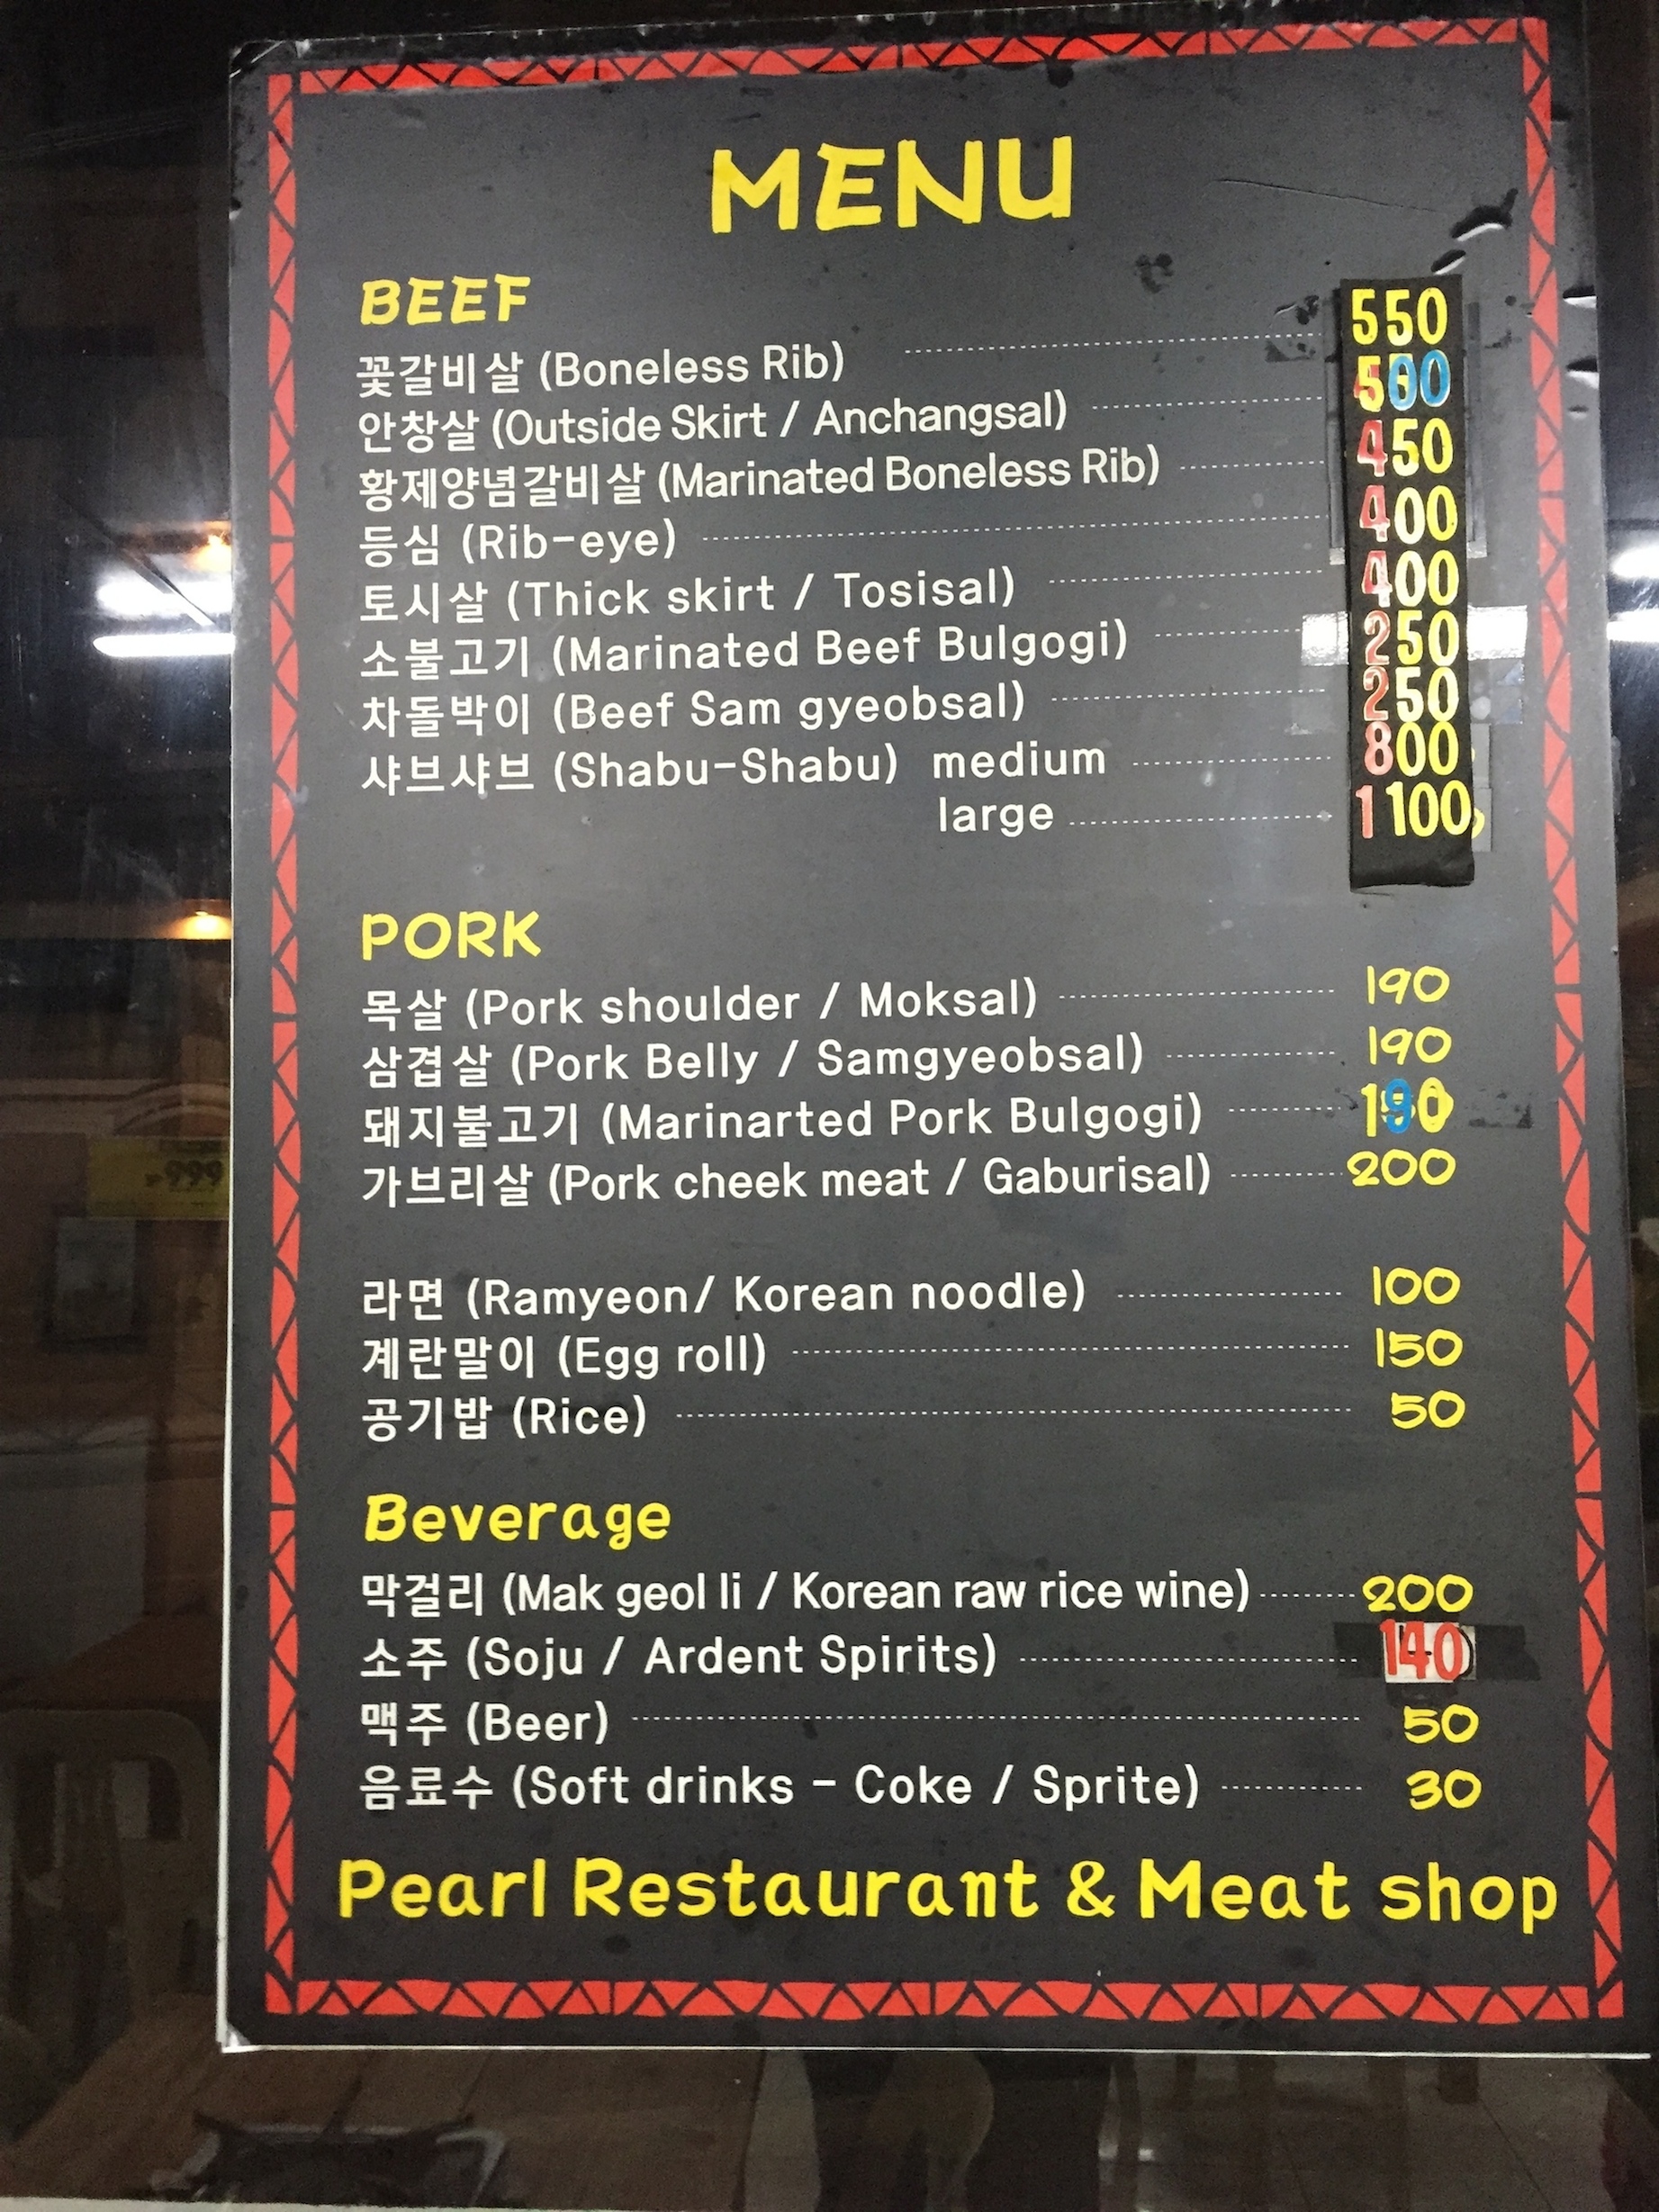 MENU
BEEF
꽃갈비살 (Boneless Rib) 550
안창살 (Outside Skirt / Anchangsal) 500
황제양념갈비살 (Marinated Boneless Rib) 450
등심 (Rib-eye) 400
토시살 (Thick skirt / Tosisal) 400
소불고기 (Marinated Beef Bulgogi) 250
차돌박이 (Beef Sam gyeobsal) 250
샤브샤브 (Shabu-Shabu) medium 800
large 1100
PORK
목살 (Pork shoulder / Moksal) 190
삼겹살 (Pork Belly / Samgyeobsal) 190
돼지불고기 (Marinarted Pork Bulgogi) 190
가브리살 (Pork cheek meat / Gaburisal) 200
라면 (Ramyeon/ Korean noodle) 100
계란말이 (Egg roll) 150
공기밥 (Rice) 50
Beverage
막걸리 (Mak geol li / Korean raw rice wine) 200
소주 (Soju / Ardent Spirits) 140
맥주 (Beer) 50
음료수 (Soft drinks - Coke / Sprite) 30
Pearl Restaurant & Meat shop
999